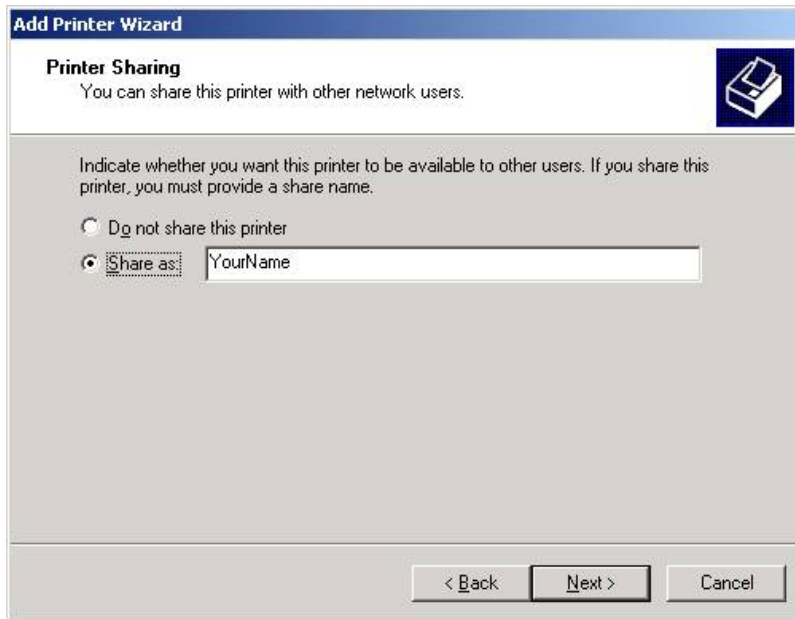 Add Printer Wizard
Printer Sharing
You can share this printer with other network users.
Indicate whether you want this printer to be available to other users. If you share this
printer, you must provide a share name.
Do not share this printer
Share as: YourName
< Back Next > Cancel